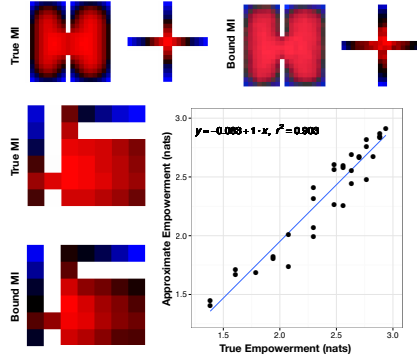 True MI
Bound MI
True MI
Bound MI
Approximate Empowerment (nats)
3.0
2.5
2.0
1.5
y = -0.083 + 1 · x, r² = 0.903
1.5 2.0 2.5 3.0
True Empowerment (nats)